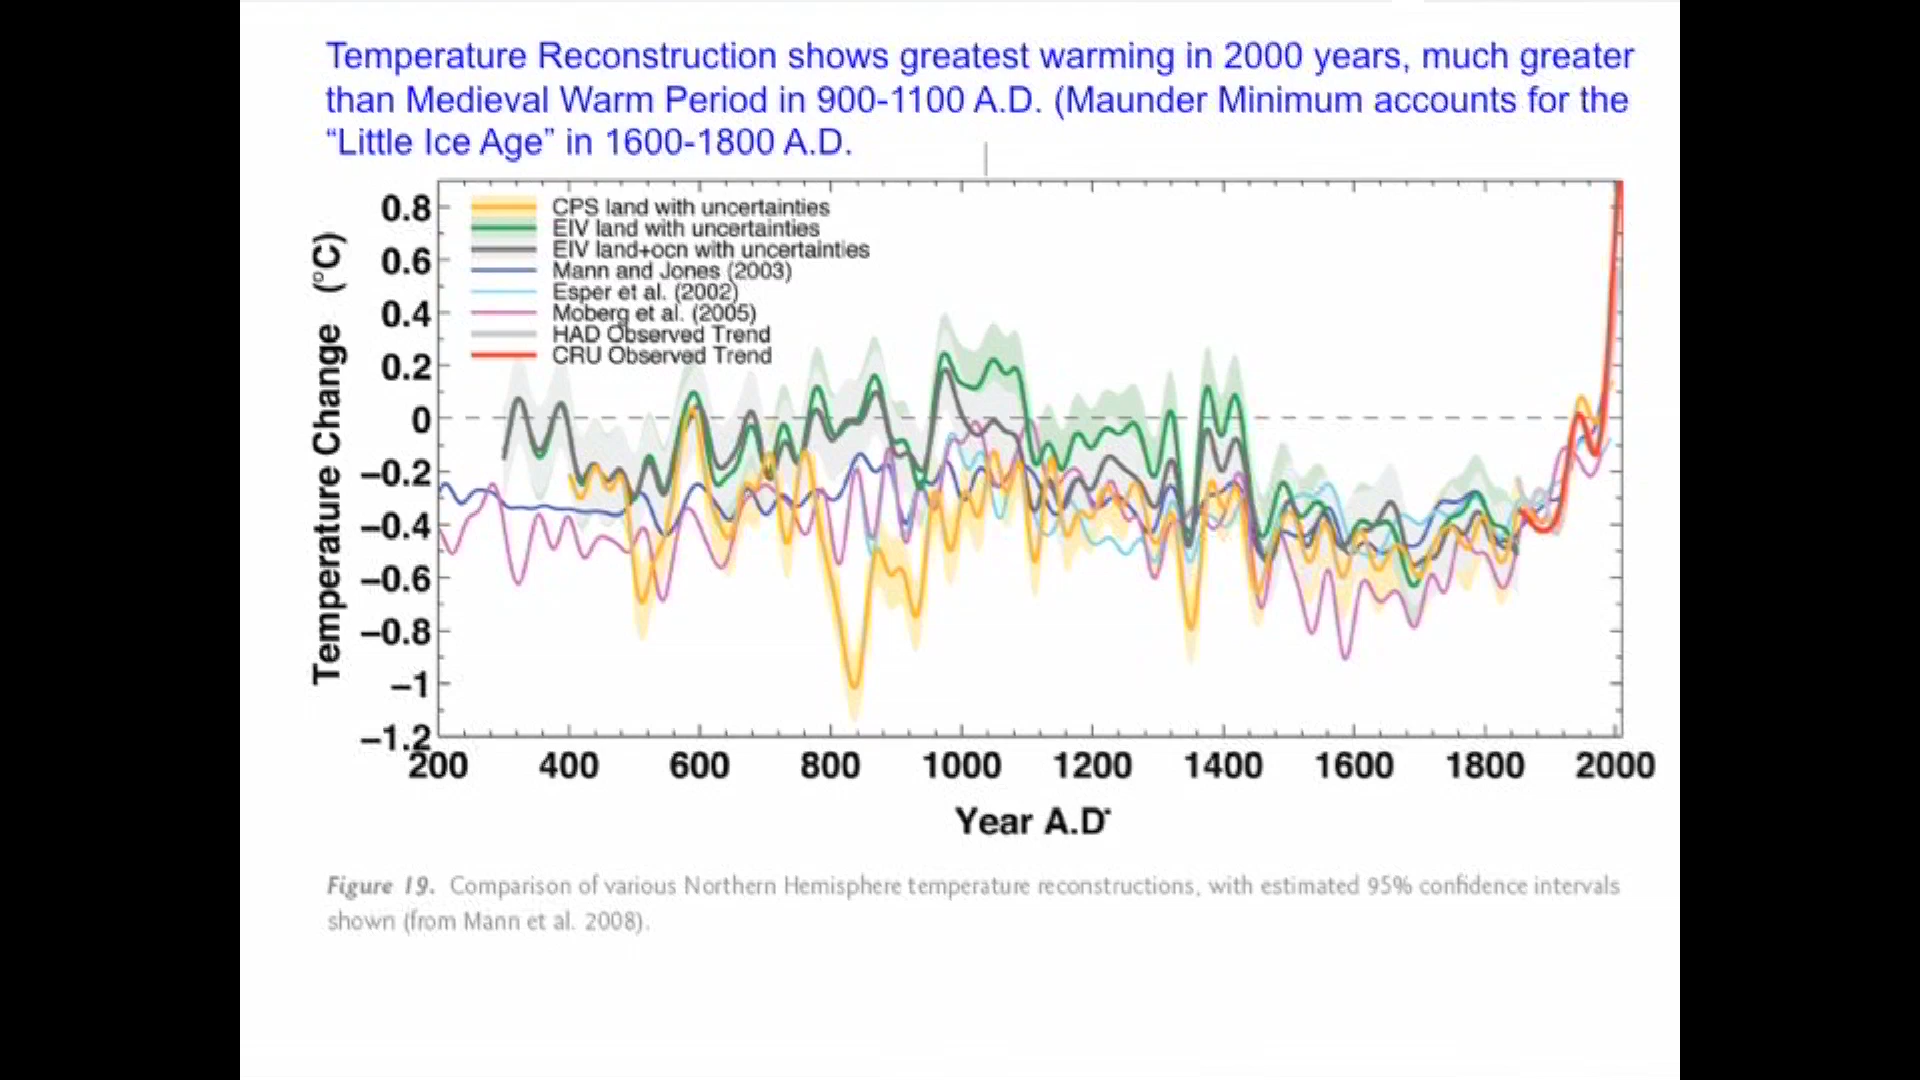 Temperature Reconstruction shows greatest warming in 2000 years, much greater
than Medieval Warm Period in 900-1100 A.D. (Maunder Minimum accounts for the
“Little Ice Age” in 1600-1800 A.D.
CPS land with uncertainties
EIV land with uncertainties
EIV land+ocn with uncertainties
Mann and Jones (2003)
Esper et al. (2002)
Moberg et al. (2005)
HAD Observed Trend
CRU Observed Trend
Temperature Change (°C)
0.8
0.6
0.4
0.2
0
−0.2
−0.4
−0.6
−0.8
−1
−1.2
200 400 600 800 1000 1200 1400 1600 1800 2000
Year A.D.
Figure 19. Comparison of various Northern Hemisphere temperature reconstructions, with estimated 95% confidence intervals
shown (from Mann et al. 2008).